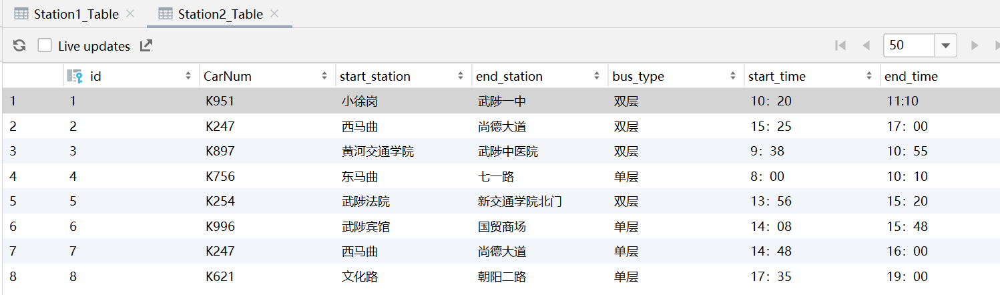 Station1_Table Station2_Table
Live updates 50
id CarNum start_station end_station bus_type start_time end_time
1 1 K951 小徐岗 武陟一中 双层 10：20 11:10
2 2 K247 西马曲 尚德大道 双层 15：25 17：00
3 3 K897 黄河交通学院 武陟中医院 双层 9：38 10：55
4 4 K756 东马曲 七一路 单层 8：00 10：10
5 5 K254 武陟法院 新交通学院北门 双层 13：56 15：20
6 6 K996 武陟宾馆 国贸商场 单层 14：08 15：48
7 7 K247 西马曲 尚德大道 单层 14：48 16：00
8 8 K621 文化路 朝阳二路 单层 17：35 19：00